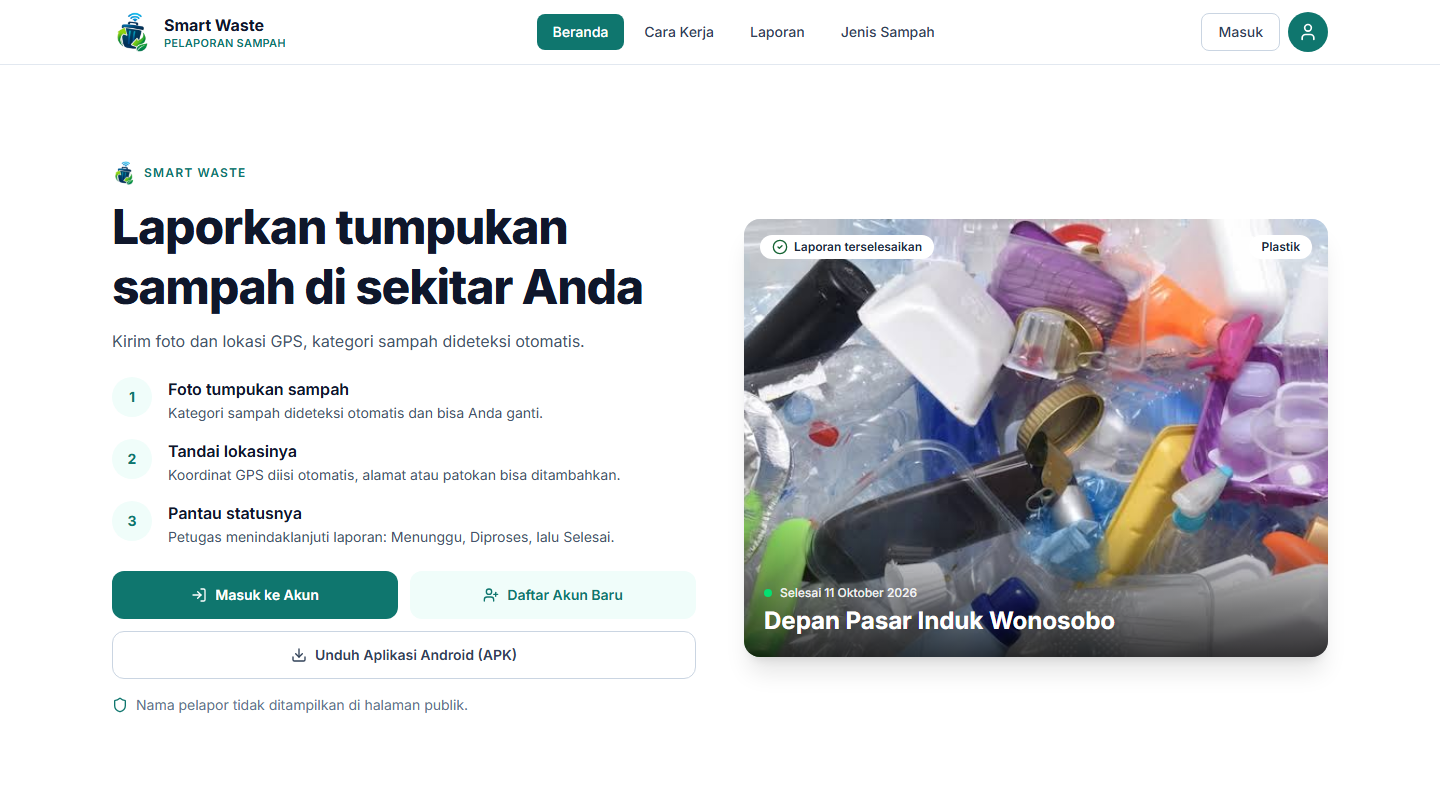 Smart Waste
PELAPORAN SAMPAH
Beranda
Cara Kerja
Laporan
Jenis Sampah
Masuk
SMART WASTE
Laporkan tumpukan
sampah di sekitar Anda
Kirim foto dan lokasi GPS, kategori sampah dideteksi otomatis.
1
Foto tumpukan sampah
Kategori sampah dideteksi otomatis dan bisa Anda ganti.
2
Tandai lokasinya
Koordinat GPS diisi otomatis, alamat atau patokan bisa ditambahkan.
3
Pantau statusnya
Petugas menindaklanjuti laporan: Menunggu, Diproses, lalu Selesai.
Masuk ke Akun
Daftar Akun Baru
Unduh Aplikasi Android (APK)
Nama pelapor tidak ditampilkan di halaman publik.
Laporan terselesaikan
Plastik
Selesai 11 Oktober 2026
Depan Pasar Induk Wonosobo